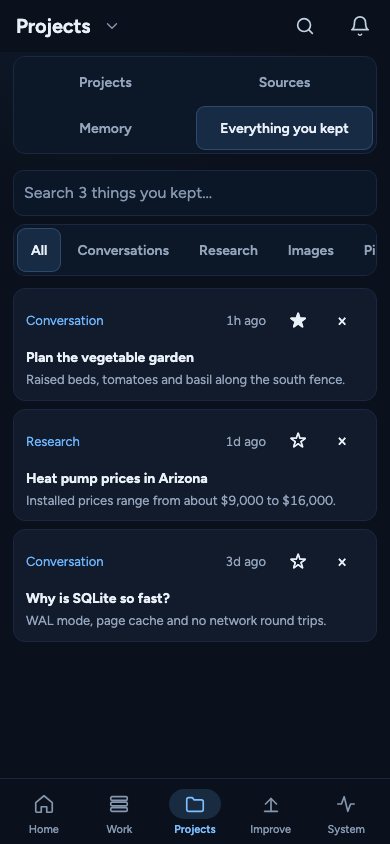 Projects
Projects
Sources
Memory
Everything you kept
Search 3 things you kept...
All
Conversations
Research
Images
Pi
Conversation
1h ago
Plan the vegetable garden
Raised beds, tomatoes and basil along the south fence.
Research
1d ago
Heat pump prices in Arizona
Installed prices range from about $9,000 to $16,000.
Conversation
3d ago
Why is SQLite so fast?
WAL mode, page cache and no network round trips.
Home
Work
Projects
Improve
System